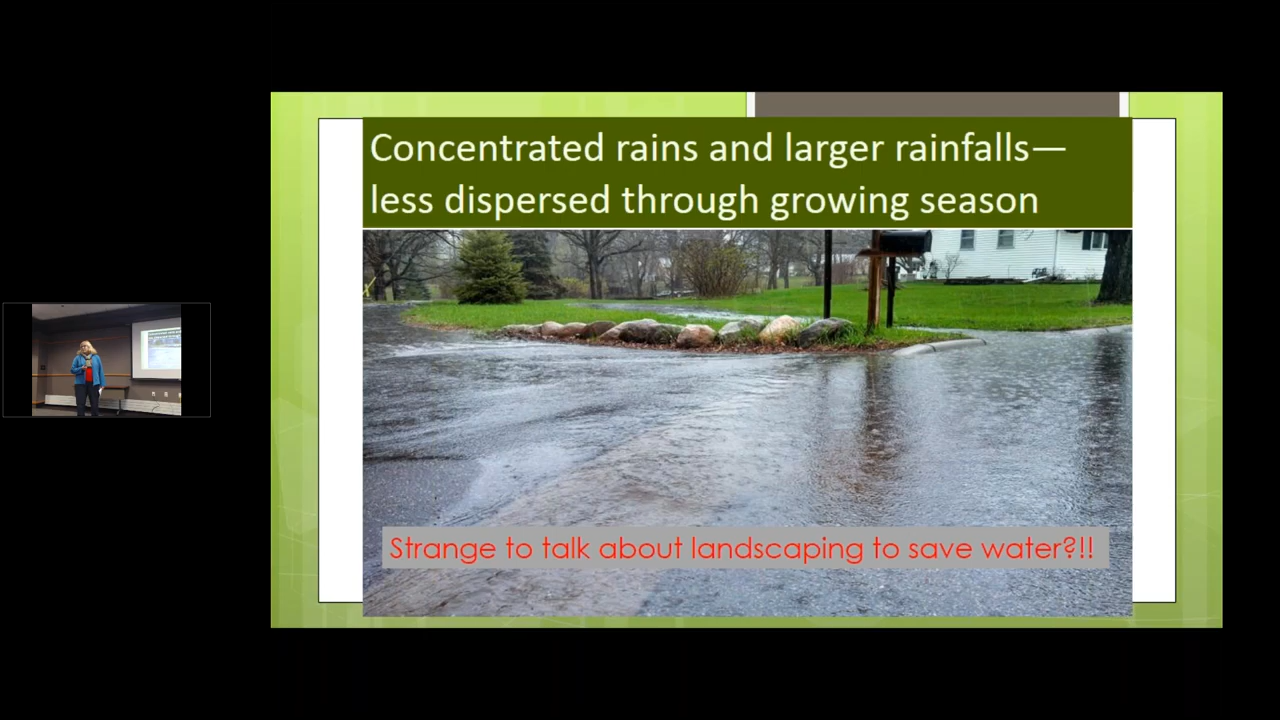 Concentrated rains and larger rainfalls—
less dispersed through growing season
Strange to talk about landscaping to save water?!!